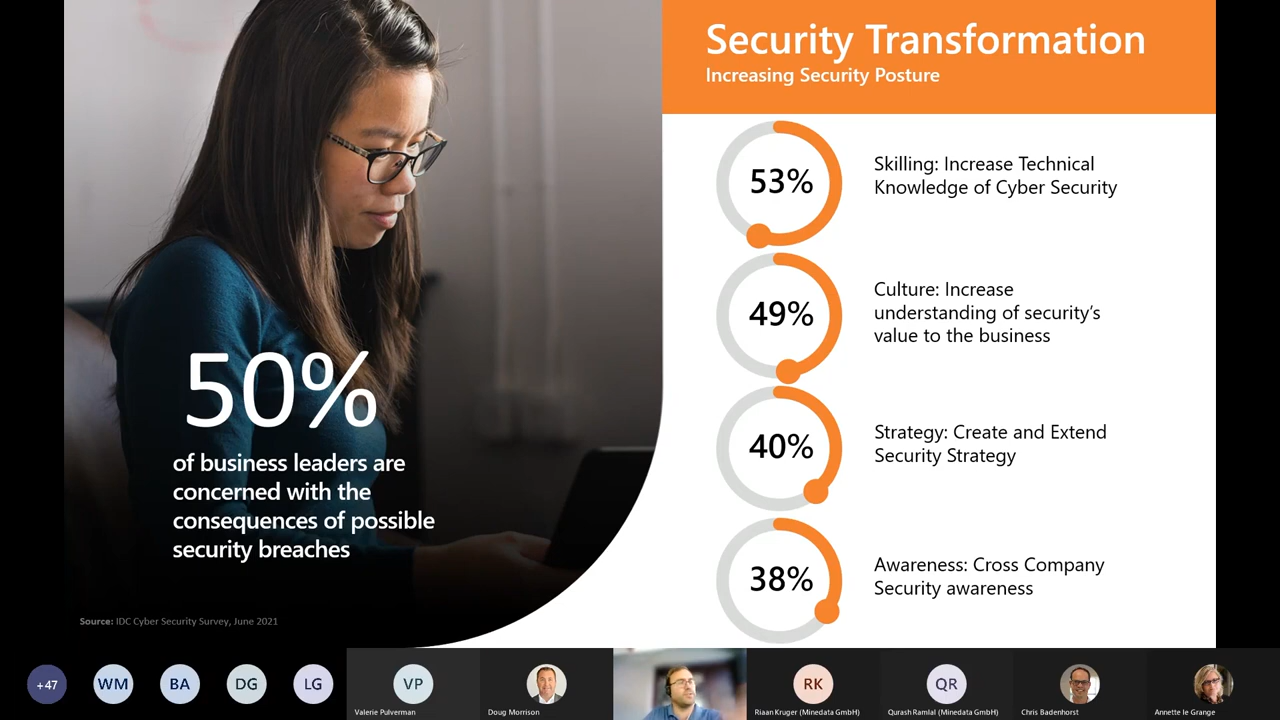 Security Transformation
Increasing Security Posture
53%
Skilling: Increase Technical
Knowledge of Cyber Security
49%
Culture: Increase
understanding of security's
value to the business
40%
Strategy: Create and Extend
Security Strategy
38%
Awareness: Cross Company
Security awareness
50%
of business leaders are
concerned with the
consequences of possible
security breaches
Source: IDC Cyber Security Survey, June 2021
+47
WM
BA
DG
LG
VP
Valerie Pulverman
Doug Morrison
RK
Riaan Kruger (Minedata GmbH)
QR
Qurash Ramlal (Minedata GmbH)
Chris Badenhorst
Annette le Grange